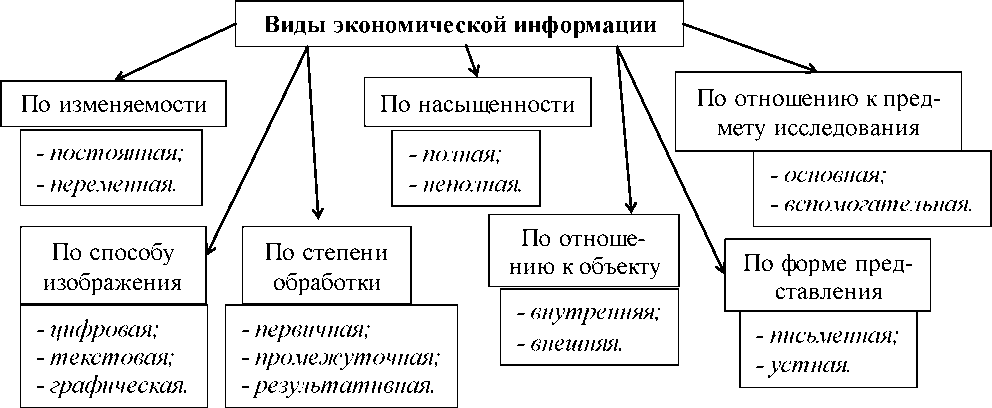 Виды экономической информации
По изменяемости
- постоянная;
- переменная.
По насыщенности
- полная;
- неполная.
По отношению к пред-
мету исследования
- основная;
- вспомогательная.
По способу
изображения
- цифровая;
- текстовая;
- графическая.
По степени
обработки
- первичная;
- промежуточная;
- результативная.
По отноше-
нию к объекту
- внутренняя;
- внешняя.
По форме пред-
ставления
- письменная;
- устная.